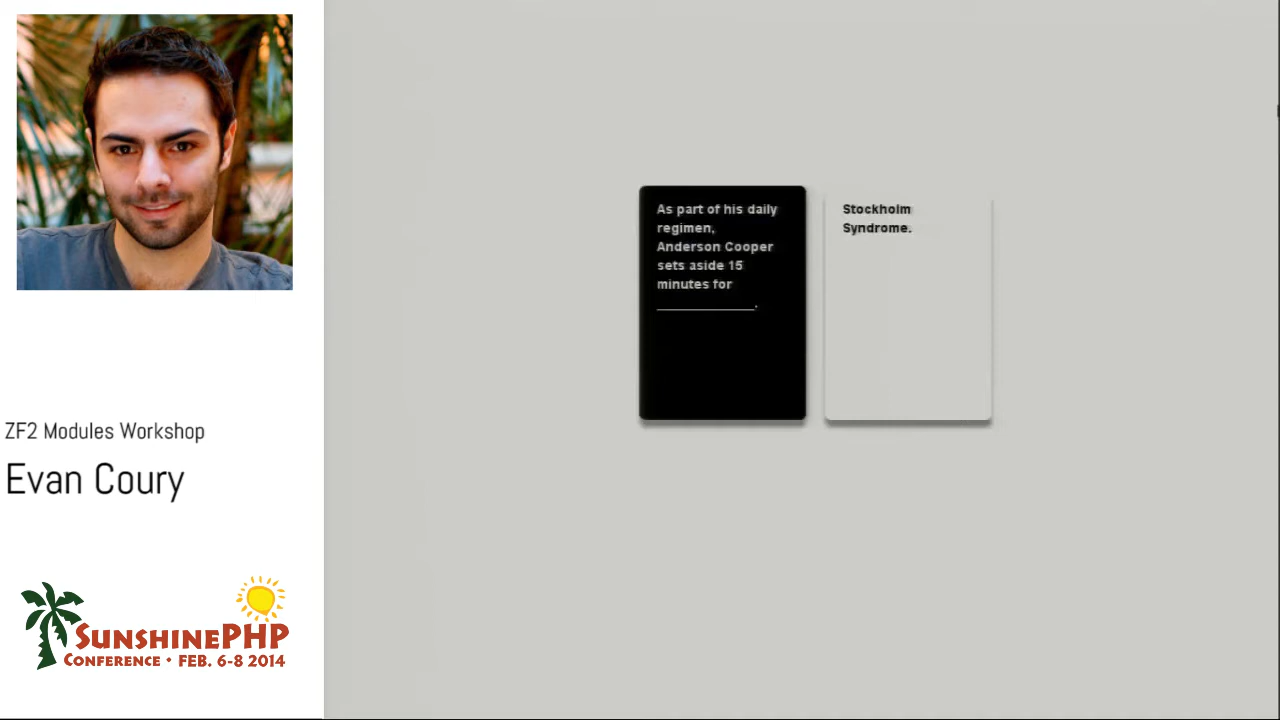 ZF2 Modules Workshop
Evan Coury
SUNSHINEPHP
CONFERENCE • FEB. 6-8 2014
As part of his daily
regimen,
Anderson Cooper
sets aside 15
minutes for
______________.
Stockholm
Syndrome.